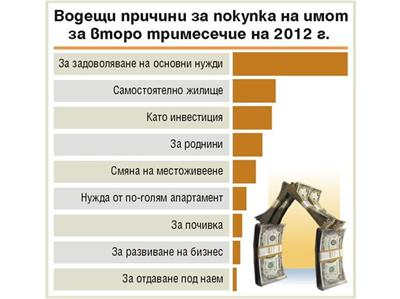 Водещи причини за покупка на имот
за второ тримесечие на 2012 г.
За задоволяване на основни нужди
Самостоятелно жилище
Като инвестиция
За роднини
Смяна на местоживеене
Нужда от по-голям апартамент
За почивка
За развиване на бизнес
За отдаване под наем